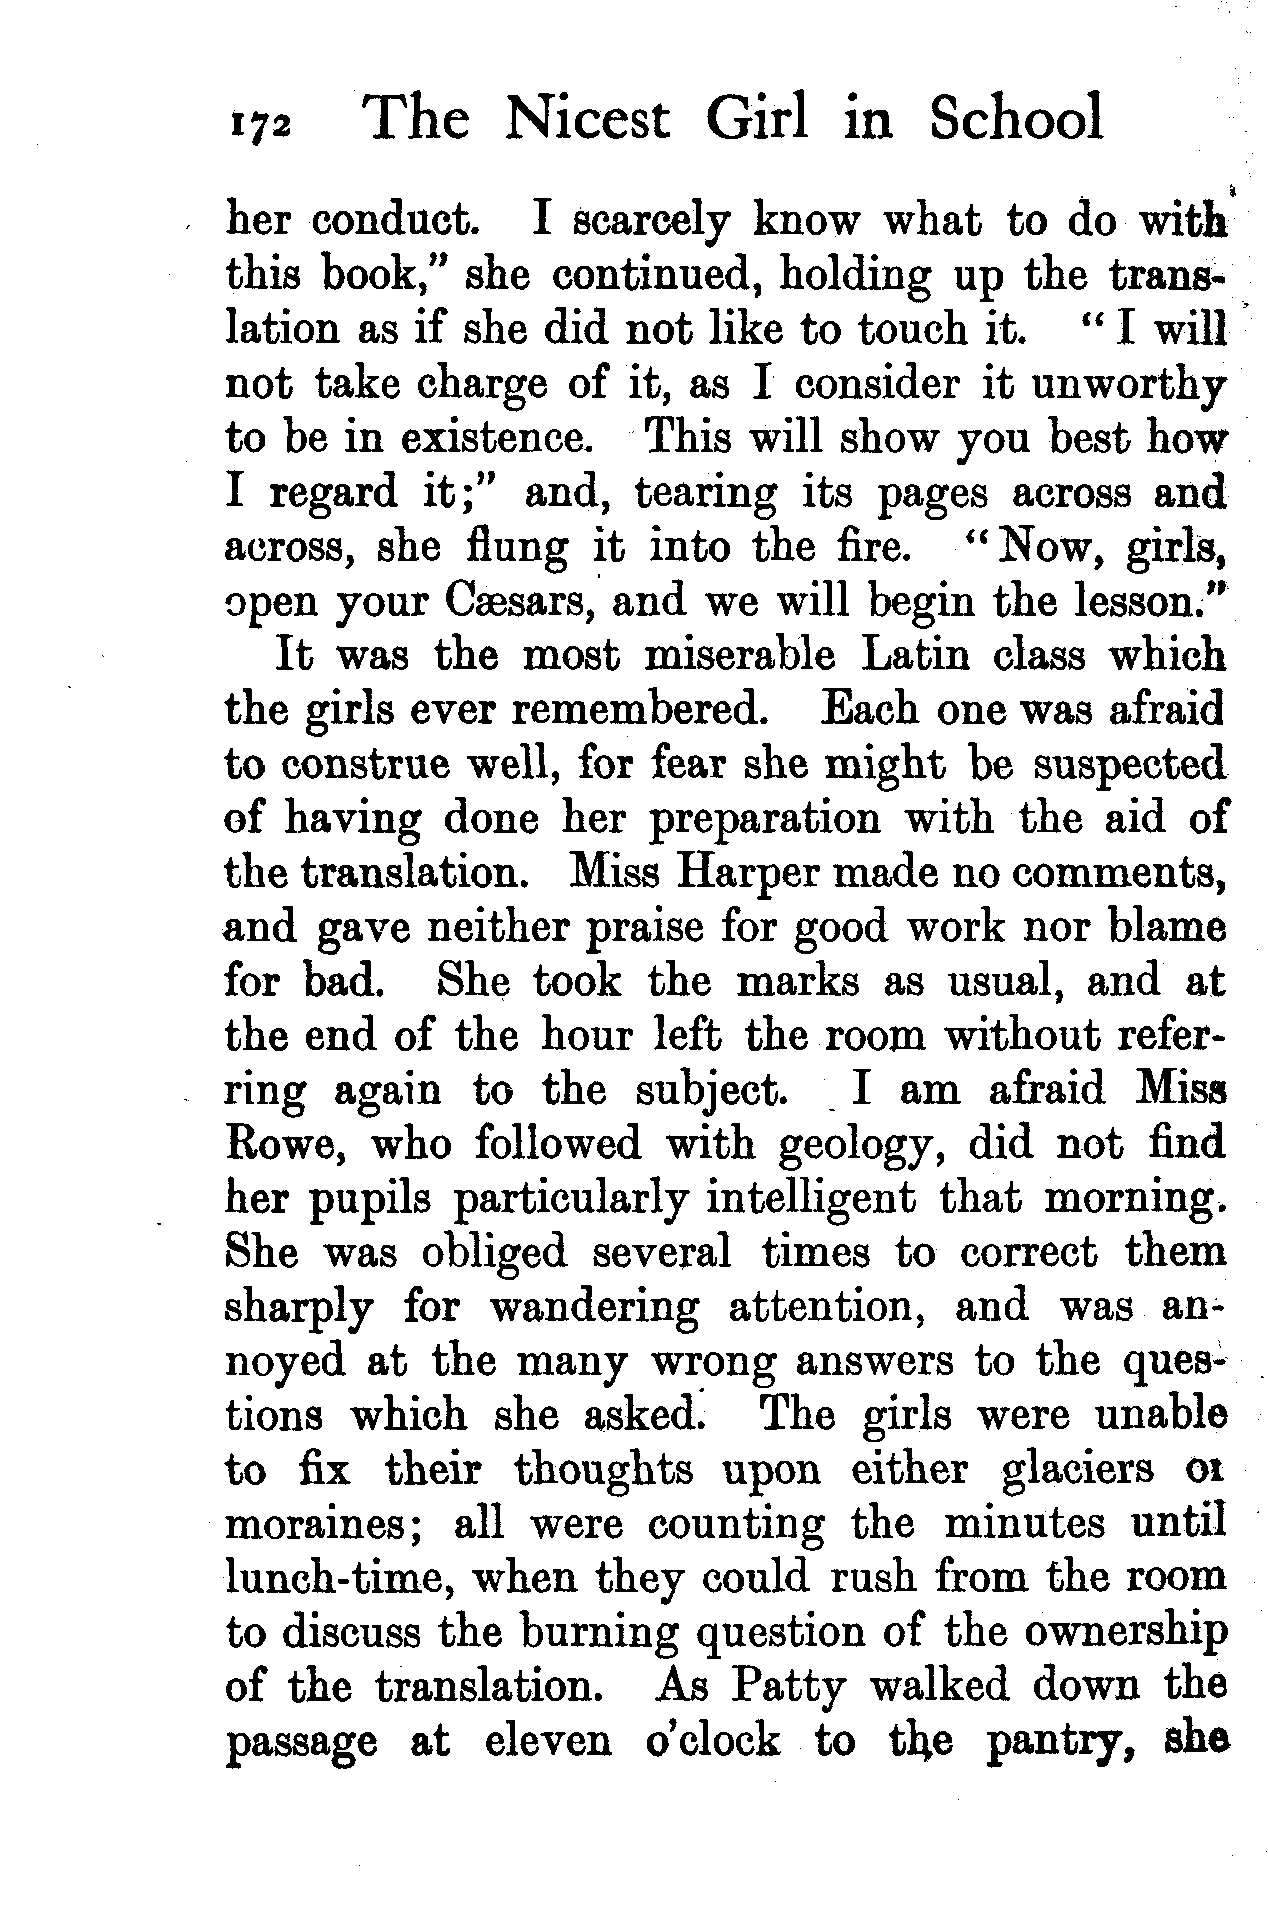 172 The Nicest Girl in School
her conduct. I scarcely know what to do with
this book,” she continued, holding up the trans-
lation as if she did not like to touch it. “I will
not take charge of it, as I consider it unworthy
to be in existence. This will show you best how
I regard it;” and, tearing its pages across and
across, she flung it into the fire. “Now, girls,
open your Cæsars, and we will begin the lesson.”
It was the most miserable Latin class which
the girls ever remembered. Each one was afraid
to construe well, for fear she might be suspected
of having done her preparation with the aid of
the translation. Miss Harper made no comments,
and gave neither praise for good work nor blame
for bad. She took the marks as usual, and at
the end of the hour left the room without refer-
ring again to the subject. I am afraid Miss
Rowe, who followed with geology, did not find
her pupils particularly intelligent that morning.
She was obliged several times to correct them
sharply for wandering attention, and was an-
noyed at the many wrong answers to the ques-
tions which she asked. The girls were unable
to fix their thoughts upon either glaciers or
moraines; all were counting the minutes until
lunch-time, when they could rush from the room
to discuss the burning question of the ownership
of the translation. As Patty walked down the
passage at eleven o’clock to the pantry, she